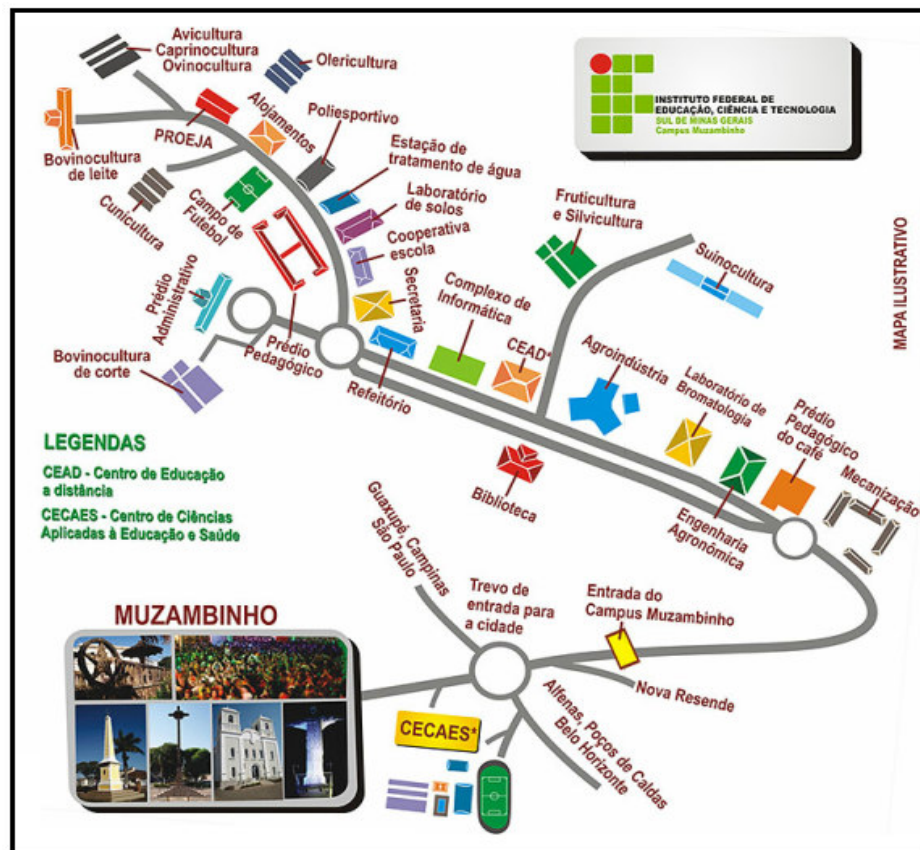 Avicultura
Caprinocultura
Ovinocultura
Olericultura
INSTITUTO FEDERAL DE
EDUCAÇÃO, CIÊNCIA E TECNOLOGIA
SUL DE MINAS GERAIS
Campus Muzambinho
PROEJA
Alojamentos
Poliesportivo
Bovinocultura
de leite
Estação de
tratamento de água
Cunicultura
Campo de
Futebol
Laboratório
de solos
Cooperativa
escola
Fruticultura
e Silvicultura
Suinocultura
MAPA ILUSTRATIVO
Prédio
Administrativo
Secretaria
Complexo de
Informática
Prédio
Pedagógico
Bovinocultura
de corte
Refeitório
CEAD*
Agroindústria
Laboratório de
Bromatologia
Prédio
Pedagógico
do café
Mecanização
LEGENDAS
CEAD - Centro de Educação
a distância
CECAES - Centro de Ciências
Aplicadas à Educação e Saúde
Biblioteca
Engenharia
Agronômica
Guaxupé, Campinas
São Paulo
Trevo de
entrada para
a cidade
Entrada do
Campus Muzambinho
MUZAMBINHO
Nova Resende
CECAES*
Alfenas, Poços de Caldas
Belo Horizonte